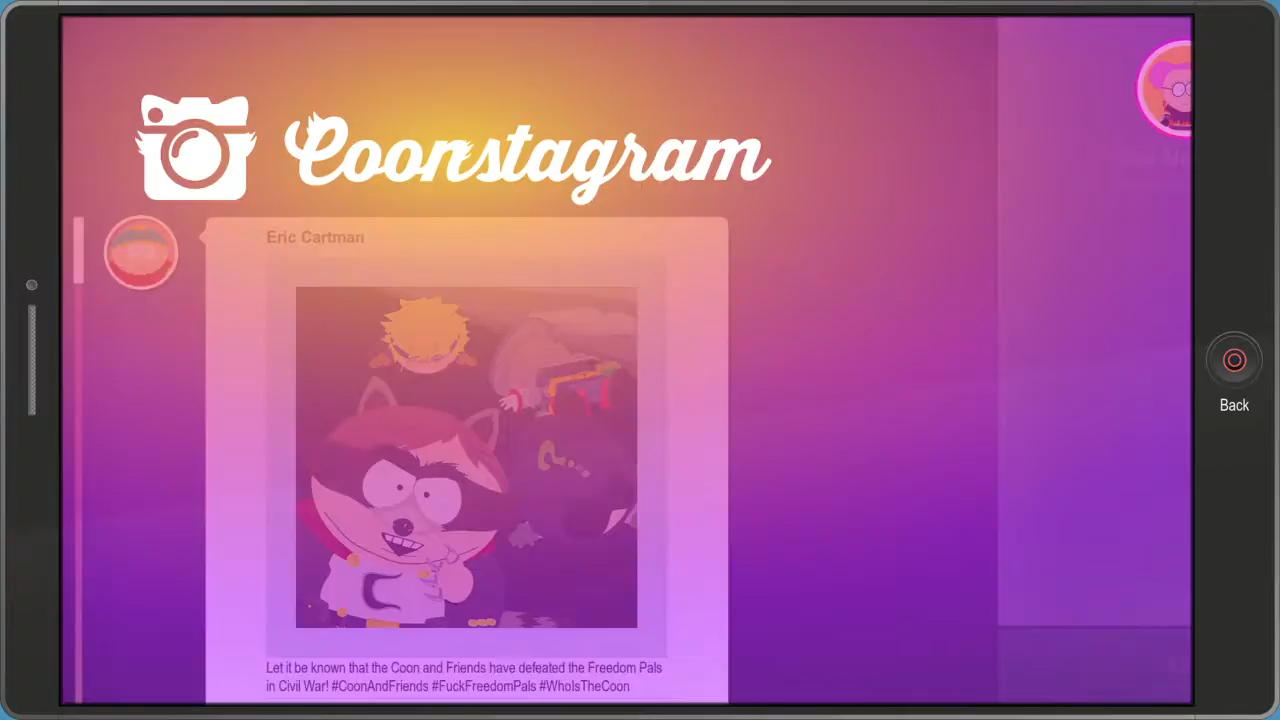 Coonstagram
Eric Cartman
Let it be known that the Coon and Friends have defeated the Freedom Pals
in Civil War! #CoonAndFriends #FuckFreedomPals #WhoIsTheCoon
Back